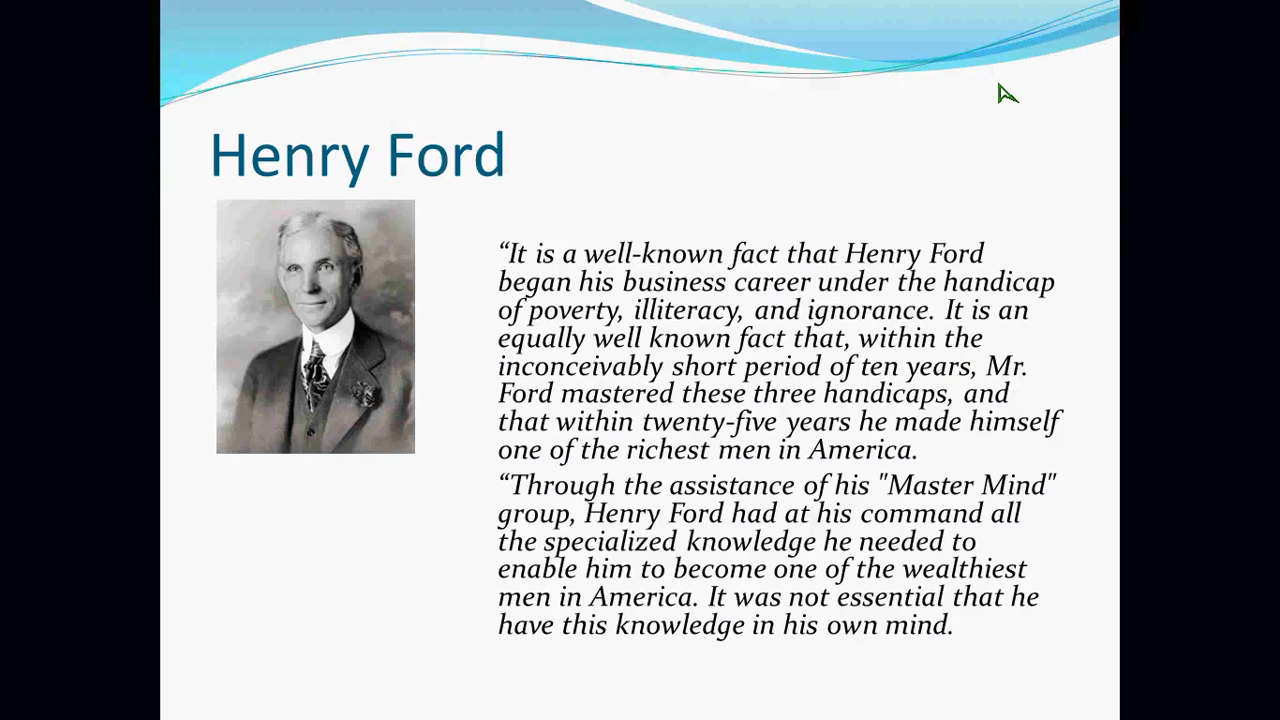 Henry Ford
“It is a well-known fact that Henry Ford
began his business career under the handicap
of poverty, illiteracy, and ignorance. It is an
equally well known fact that, within the
inconceivably short period of ten years, Mr.
Ford mastered these three handicaps, and
that within twenty-five years he made himself
one of the richest men in America.
“Through the assistance of his "Master Mind"
group, Henry Ford had at his command all
the specialized knowledge he needed to
enable him to become one of the wealthiest
men in America. It was not essential that he
have this knowledge in his own mind.